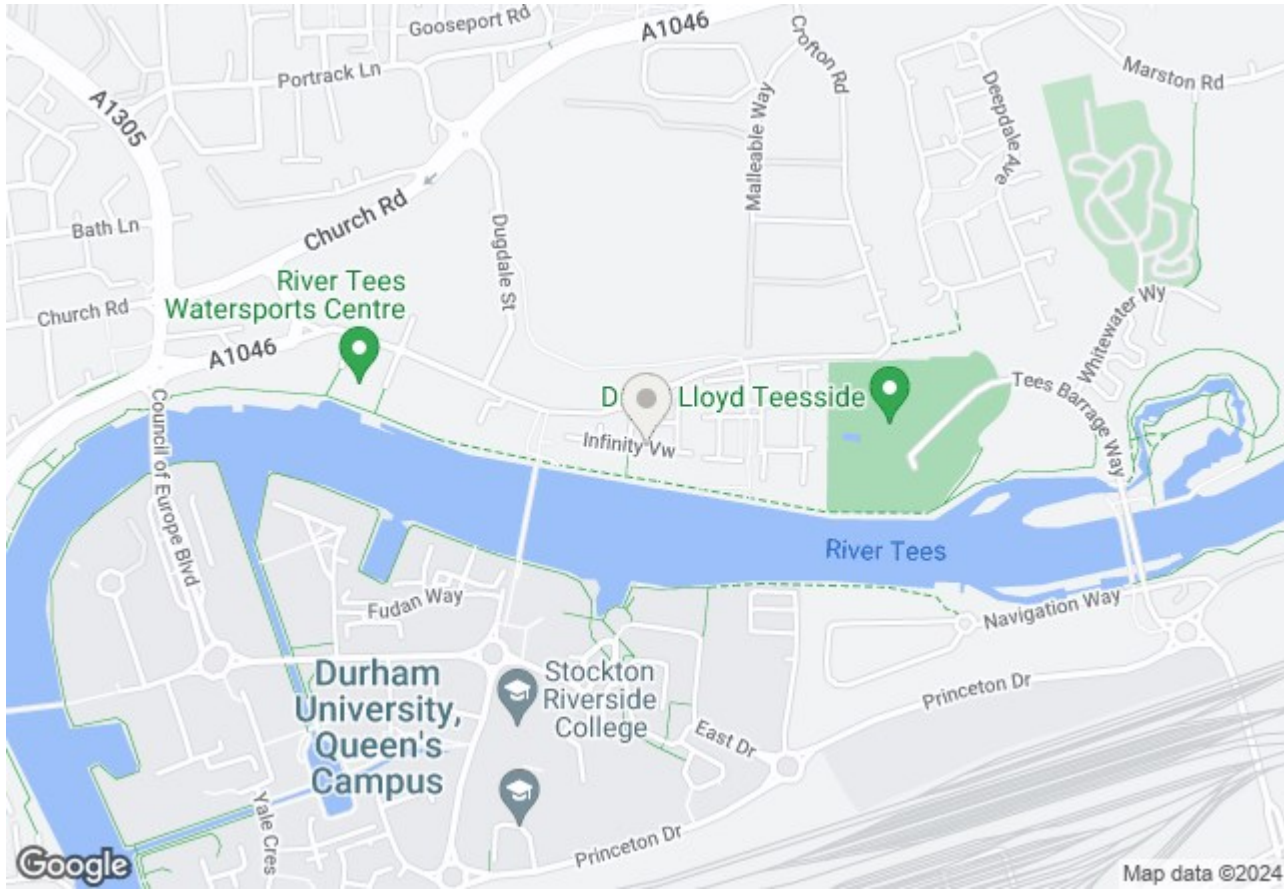 Gooseport Rd
A1046
Crofton Rd
Portrack Ln
Marston Rd
A1305
Deepdale Ave
Malleable Way
Church Rd
Dugdale St
Bath Ln
River Tees
Watersports Centre
Church Rd
Whitewater Wy
A1046
D
Lloyd Teesside
Tees Barrage Way
Council of Europe Blvd
Infinity Vw
River Tees
Fudan Way
Navigation Way
Durham
University,
Queen's
Campus
Stockton
Riverside
College
Princeton Dr
East Dr
Yale Cres
Princeton Dr
Google
Map data ©2024